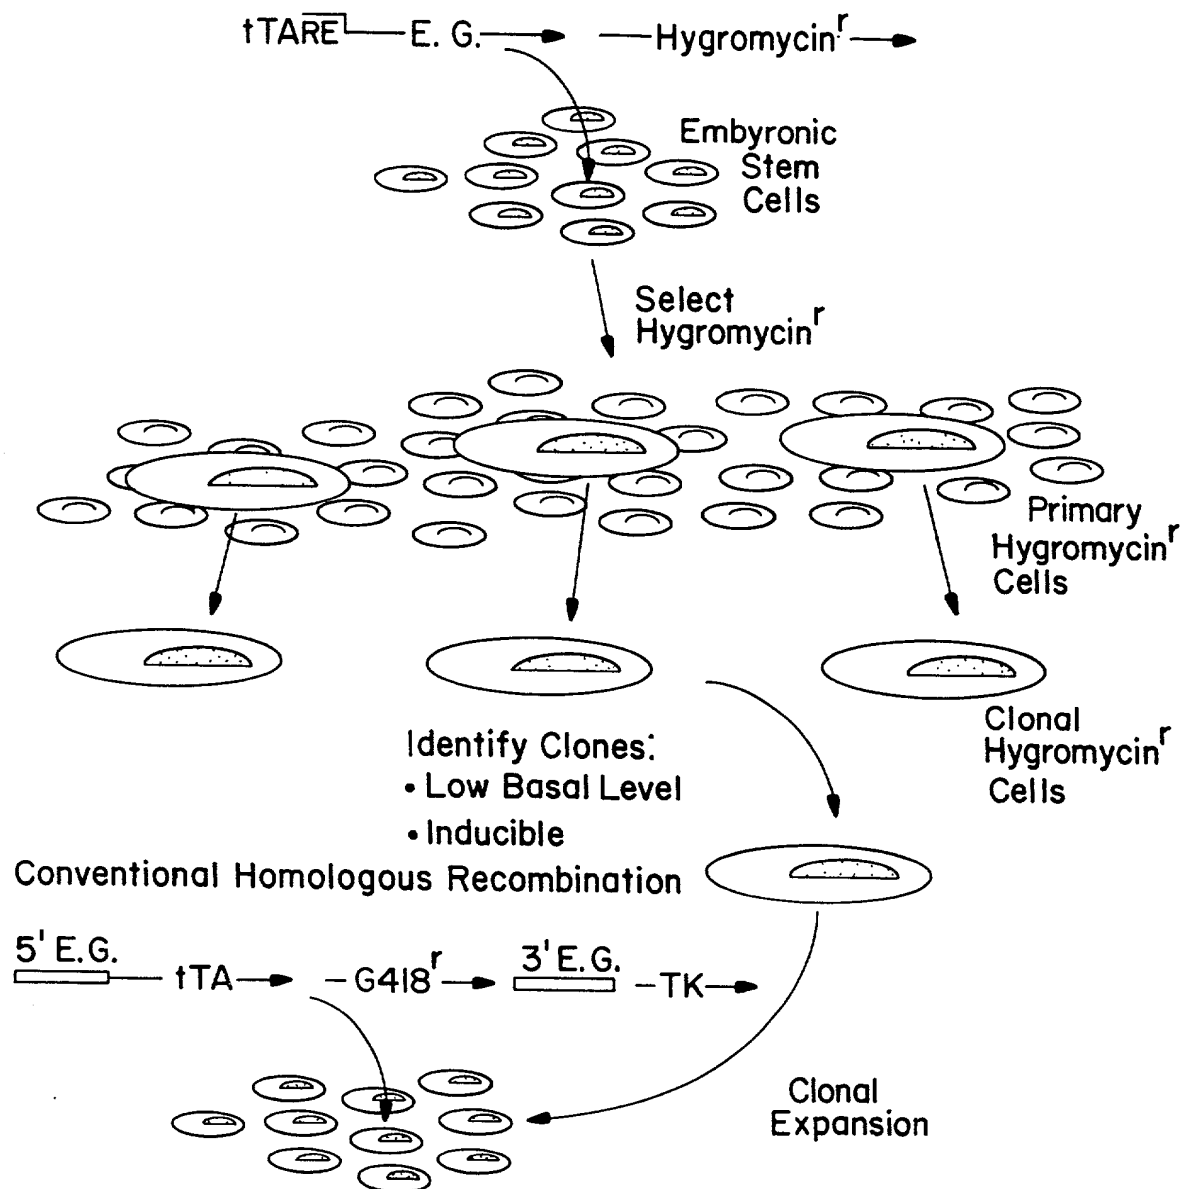 tTARE E. G. Hygromycinʳ
Embyronic
Stem
Cells
Select
Hygromycinʳ
Primary
Hygromycinʳ
Cells
Clonal
Hygromycinʳ
Cells
Identify Clones:
• Low Basal Level
• Inducible
Conventional Homologous Recombination
5' E.G. tTA G418ʳ 3' E.G. TK
Clonal
Expansion